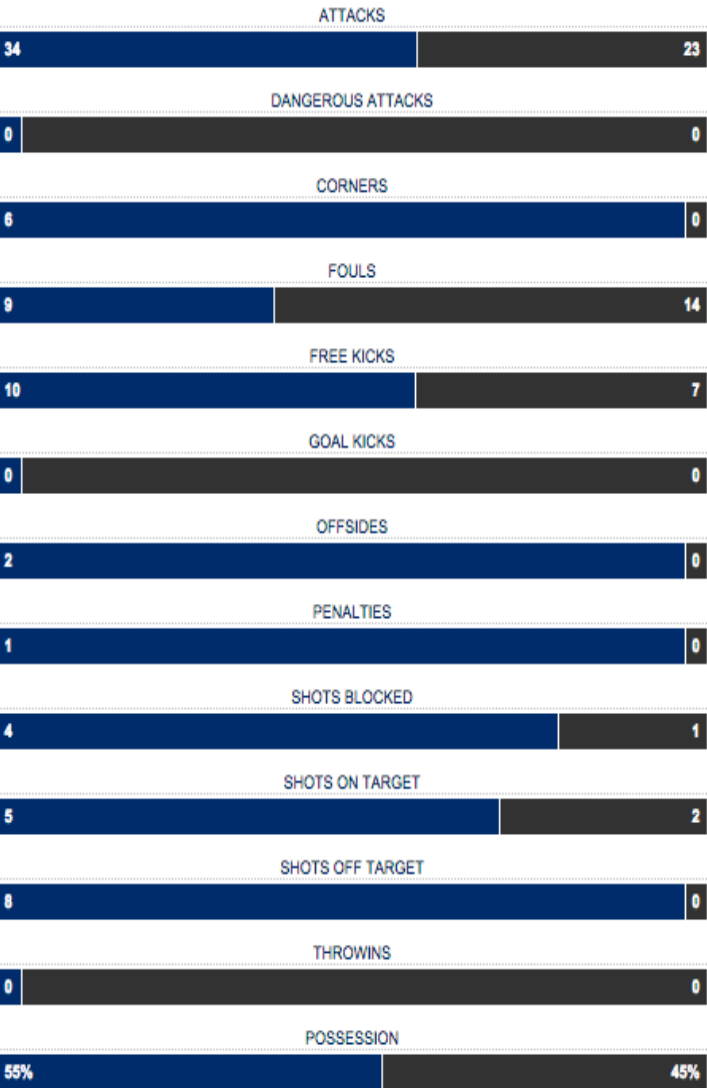 ATTACKS
34 23
DANGEROUS ATTACKS
0 0
CORNERS
6 0
FOULS
9 14
FREE KICKS
10 7
GOAL KICKS
0 0
OFFSIDES
2 0
PENALTIES
1 0
SHOTS BLOCKED
4 1
SHOTS ON TARGET
5 2
SHOTS OFF TARGET
8 0
THROWINS
0 0
POSSESSION
55% 45%